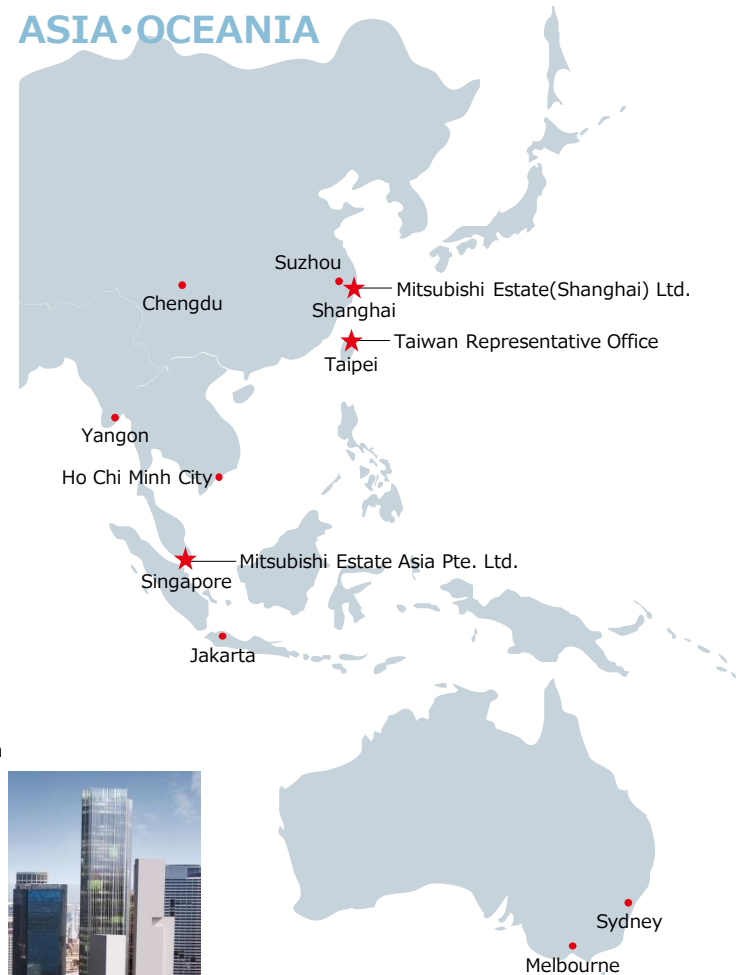 ASIA•OCEANIA
Suzhou
Chengdu
Mitsubishi Estate(Shanghai) Ltd.
Shanghai
Taiwan Representative Office
Taipei
Yangon
Ho Chi Minh City
Mitsubishi Estate Asia Pte. Ltd.
Singapore
Jakarta
Sydney
Melbourne